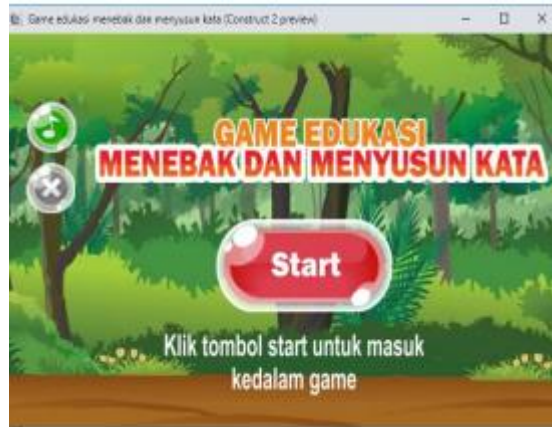 Game edukasi menebak dan menyusun kata (Construct 2 preview)
GAME EDUKASI
MENEBAK DAN MENYUSUN KATA
Start
Klik tombol start untuk masuk
kedalam game